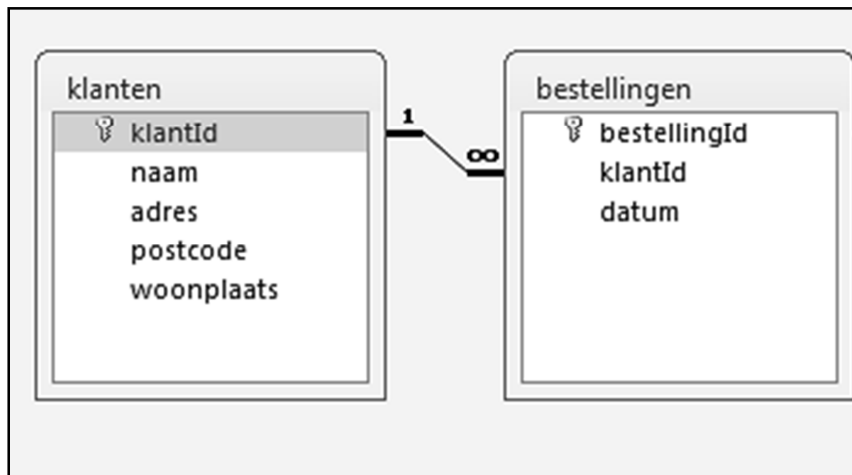 klanten
klantId
naam
adres
postcode
woonplaats
1
∞
bestellingen
bestellingId
klantId
datum